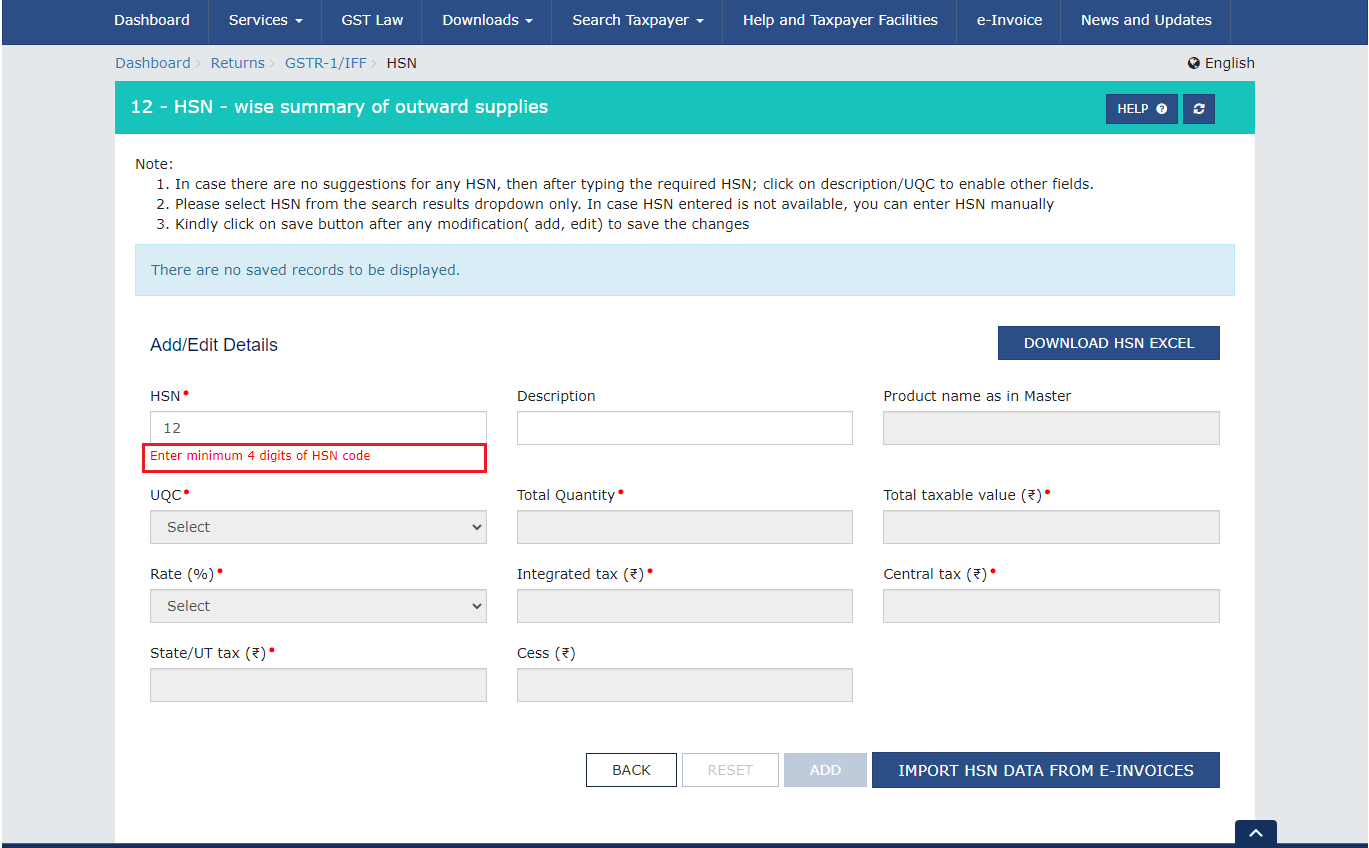 Dashboard Services GST Law Downloads Search Taxpayer Help and Taxpayer Facilities e-Invoice News and Updates
Dashboard › Returns › GSTR-1/IFF › HSN English
12 - HSN - wise summary of outward supplies HELP ?
Note:
1. In case there are no suggestions for any HSN, then after typing the required HSN; click on description/UQC to enable other fields.
2. Please select HSN from the search results dropdown only. In case HSN entered is not available, you can enter HSN manually
3. Kindly click on save button after any modification( add, edit) to save the changes
There are no saved records to be displayed.
Add/Edit Details DOWNLOAD HSN EXCEL
HSN• Description Product name as in Master
12
Enter minimum 4 digits of HSN code
UQC• Total Quantity• Total taxable value (₹)•
Select
Rate (%)• Integrated tax (₹)• Central tax (₹)•
Select
State/UT tax (₹)• Cess (₹)
BACK RESET ADD IMPORT HSN DATA FROM E-INVOICES